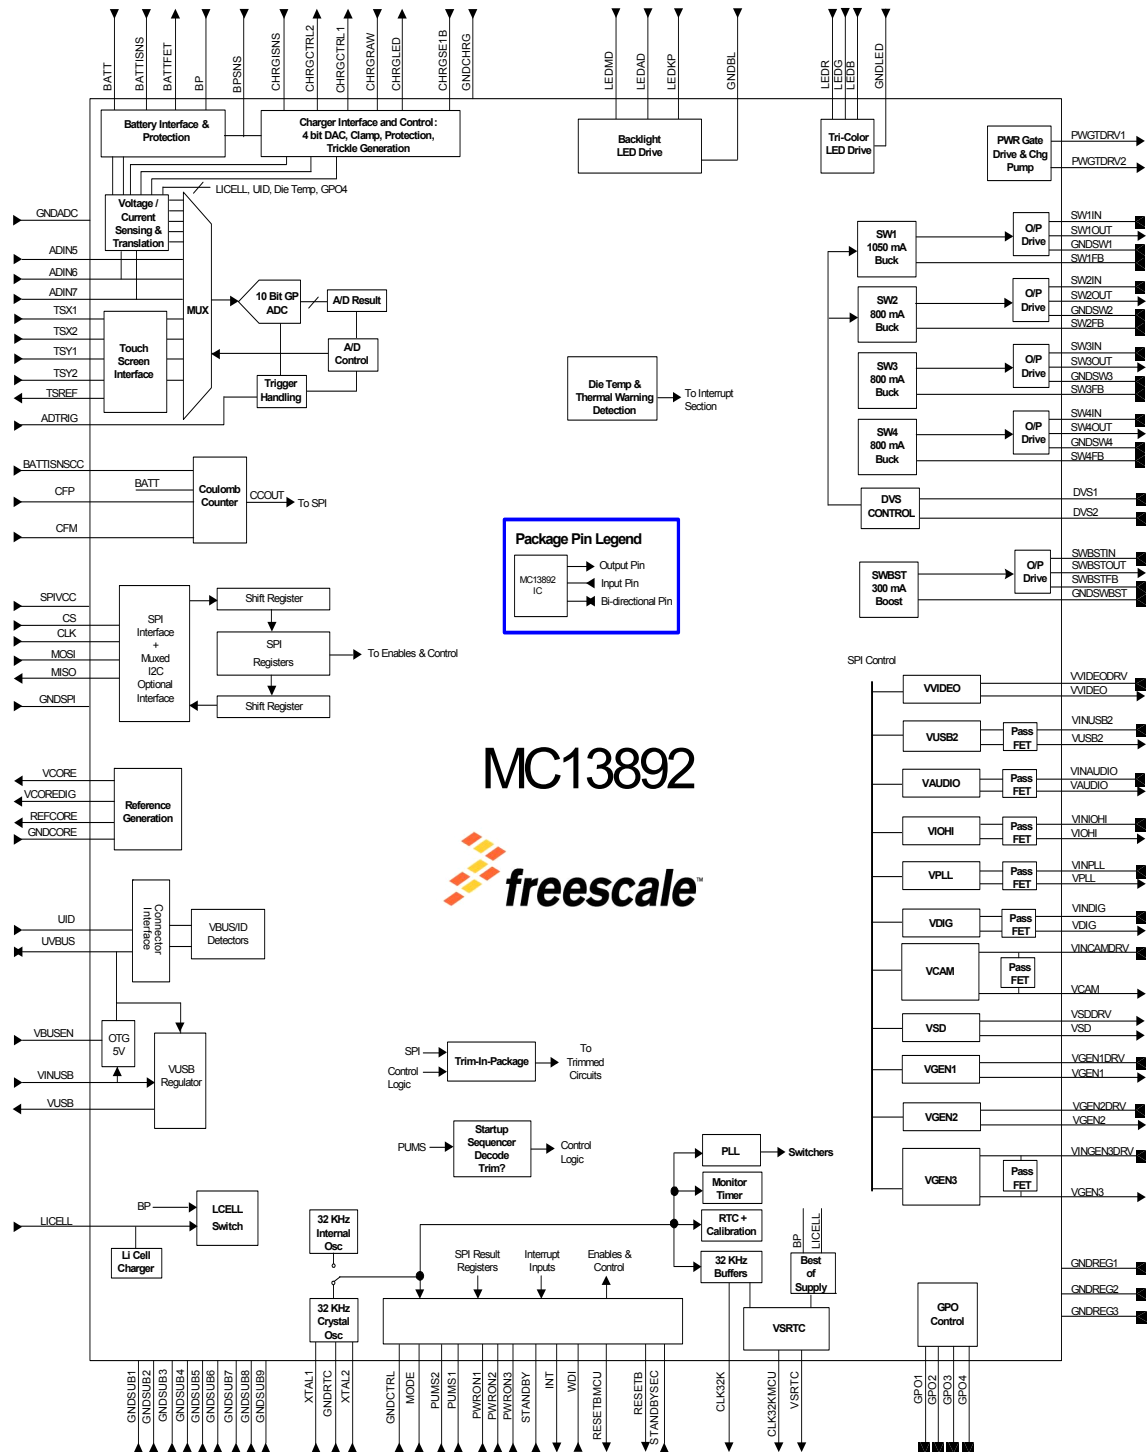 BATT
BATTISNS
BATTFET
BP
BPSNS
CHRGISNS
CHRGCTRL2
CHRGCTRL1
CHRGRAW
CHRGLED
CHRGSE1B
GNDCHRG
LEDMD
LEDAD
LEDKP
GNDBL
LEDR
LEDG
LEDB
GNDLED
Battery Interface &
Protection
Charger Interface and Control:
4 bit DAC, Clamp, Protection,
Trickle Generation
Backlight
LED Drive
Tri-Color
LED Drive
PWR Gate
Drive & Chg
Pump
PWGTDRV1
PWGTDRV2
LICELL, UID, Die Temp, GPO4
Voltage /
Current
Sensing &
Translation
GNDADC
ADIN5
ADIN6
ADIN7
TSX1
TSX2
TSY1
TSY2
TSREF
ADTRIG
MUX
10 Bit GP
ADC
A/D Result
A/D
Control
Trigger
Handling
Touch
Screen
Interface
Die Temp &
Thermal Warning
Detection
To Interrupt
Section
SW1
1050 mA
Buck
O/P
Drive
SW1IN
SW1OUT
GNDSW1
SW1FB
SW2
800 mA
Buck
O/P
Drive
SW2IN
SW2OUT
GNDSW2
SW2FB
SW3
800 mA
Buck
O/P
Drive
SW3IN
SW3OUT
GNDSW3
SW3FB
SW4
800 mA
Buck
O/P
Drive
SW4IN
SW4OUT
GNDSW4
SW4FB
DVS
CONTROL
DVS1
DVS2
BATTISNSCC
CFP
CFM
BATT
Coulomb
Counter
CCOUT
To SPI
Package Pin Legend
MC13892
IC
Output Pin
Input Pin
Bi-directional Pin
SWBST
300 mA
Boost
O/P
Drive
SWBSTIN
SWBSTOUT
SWBSTFB
GNDSWBST
SPIVCC
CS
CLK
MOSI
MISO
GNDSPI
SPI
Interface
+
Muxed
I2C
Optional
Interface
Shift Register
SPI
Registers
Shift Register
To Enables & Control
SPI Control
VVIDEO
VVIDEODRV
VVIDEO
VUSB2
Pass
FET
VINUSB2
VUSB2
VAUDIO
Pass
FET
VINAUDIO
VAUDIO
VIOHI
Pass
FET
VINIOHI
VIOHI
VPLL
Pass
FET
VINPLL
VPLL
VDIG
Pass
FET
VINDIG
VDIG
VCAM
Pass
FET
VINCAMDRV
VCAM
VSD
VSDDRV
VSD
VGEN1
VGEN1DRV
VGEN1
VGEN2
VGEN2DRV
VGEN2
VGEN3
Pass
FET
VINGEN3DRV
VGEN3
MC13892
freescale™
VCORE
VCOREDIG
REFCORE
GNDCORE
Reference
Generation
UID
UVBUS
Connector
Interface
VBUS/ID
Detectors
VBUSEN
VINUSB
VUSB
OTG
5V
VUSB
Regulator
SPI
Control
Logic
Trim-In-Package
To
Trimmed
Circuits
PUMS
Startup
Sequencer
Decode
Trim?
Control
Logic
LICELL
BP
LCELL
Switch
Li Cell
Charger
32 KHz
Internal
Osc
32 KHz
Crystal
Osc
SPI Result
Registers
Interrupt
Inputs
Enables &
Control
PLL
Switchers
Monitor
Timer
RTC +
Calibration
32 KHz
Buffers
BP
LICELL
Best
of
Supply
VSRTC
GPO
Control
GNDREG1
GNDREG2
GNDREG3
GNDSUB1
GNDSUB2
GNDSUB3
GNDSUB4
GNDSUB5
GNDSUB6
GNDSUB7
GNDSUB8
GNDSUB9
XTAL1
GNDRTC
XTAL2
GNDCTRL
MODE
PUMS2
PUMS1
PWRON1
PWRON2
PWRON3
STANDBY
INT
WDI
RESETBMCU
RESETB
STANDBYSEC
CLK32K
CLK32KMCU
VSRTC
GPO1
GPO2
GPO3
GPO4